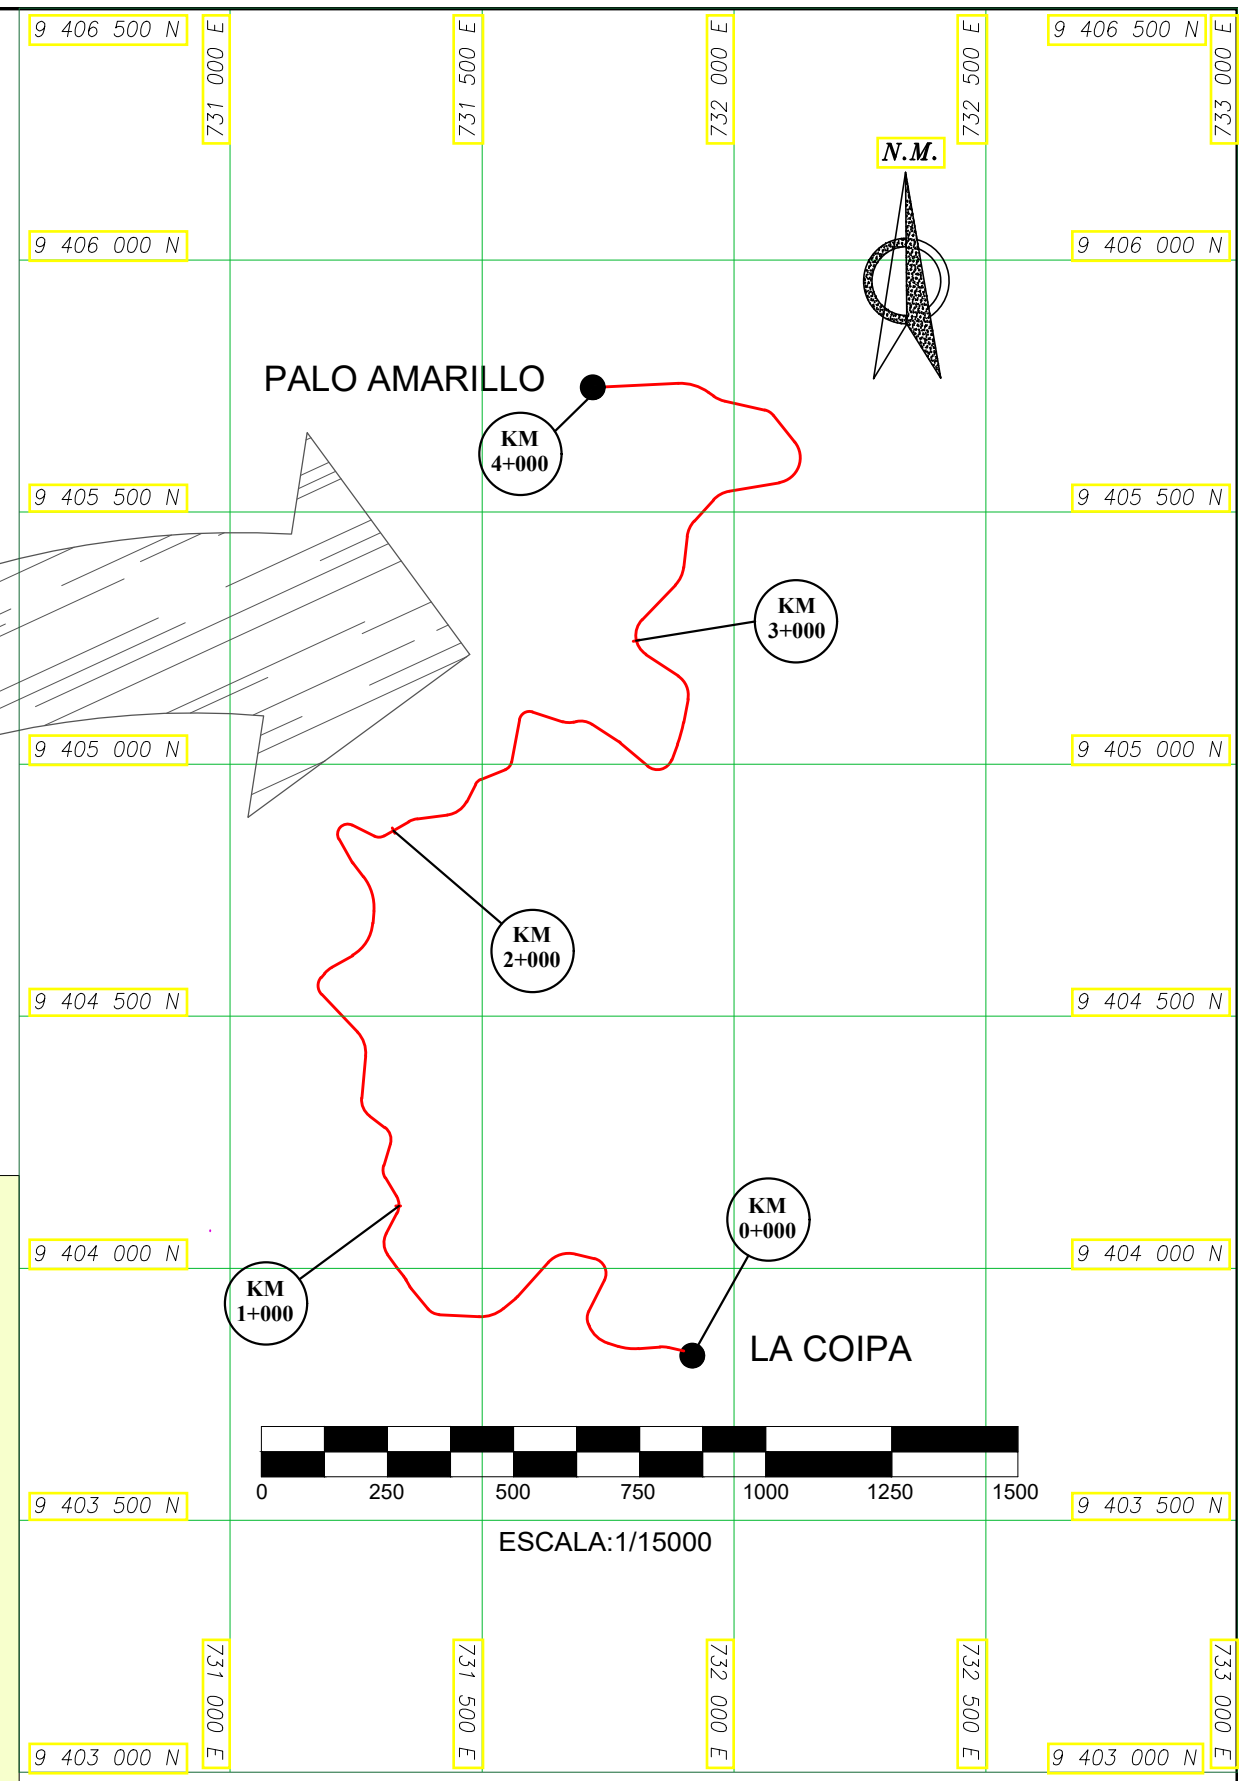 9 406 500 N
731 000 E
731 500 E
732 000 E
732 500 E
9 406 500 N
733 000 E
N.M.
9 406 000 N
9 406 000 N
PALO AMARILLO
KM
4+000
9 405 500 N
9 405 500 N
KM
3+000
9 405 000 N
9 405 000 N
KM
2+000
9 404 500 N
9 404 500 N
KM
0+000
9 404 000 N
9 404 000 N
KM
1+000
LA COIPA
0 250 500 750 1000 1250 1500
9 403 500 N
9 403 500 N
ESCALA:1/15000
731 000 E
731 500 E
732 000 E
732 500 E
733 000 E
9 403 000 N
9 403 000 N